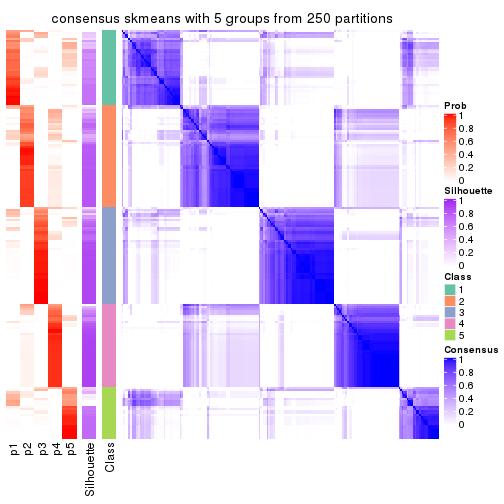 consensus skmeans with 5 groups from 250 partitions
Prob
1
0.8
0.6
0.4
0.2
0
Silhouette
1
0.8
0.6
0.4
0.2
0
Class
1
2
3
4
5
Consensus
1
0.8
0.6
0.4
0.2
0
p1
p2
p3
p4
p5
Silhouette
Class